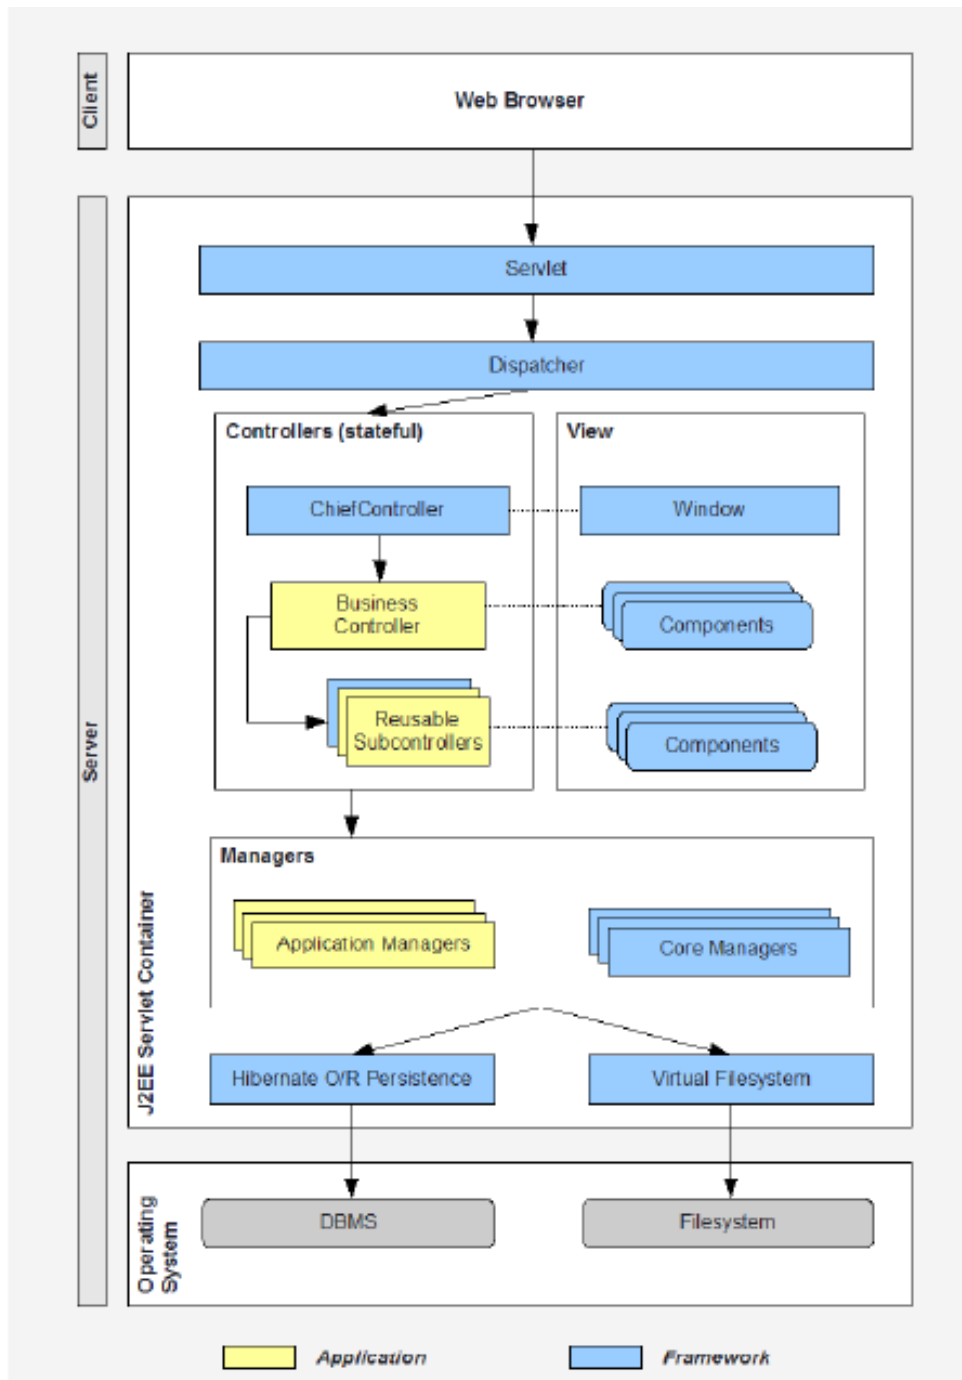 Client
Web Browser
Server
J2EE Servlet Container
Servlet
Dispatcher
Controllers (stateful)
View
ChiefController
Window
Business
Controller
Components
Reusable
Subcontrollers
Components
Managers
Application Managers
Core Managers
Hibernate O/R Persistence
Virtual Filesystem
Operating
System
DBMS
Filesystem
Application
Framework